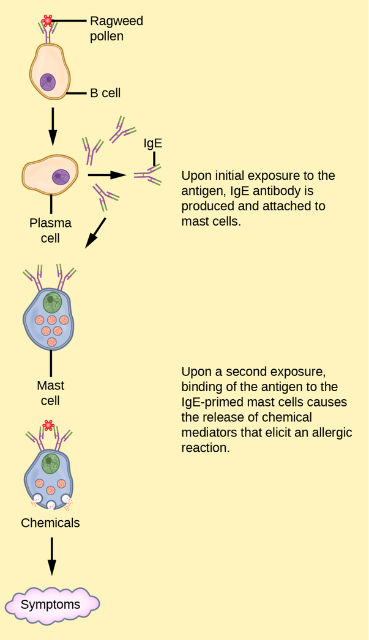 Ragweed
pollen
B cell
IgE
Upon initial exposure to the
antigen, IgE antibody is
produced and attached to
mast cells.
Plasma
cell
Mast
cell
Upon a second exposure,
binding of the antigen to the
IgE-primed mast cells causes
the release of chemical
mediators that elicit an allergic
reaction.
Chemicals
Symptoms